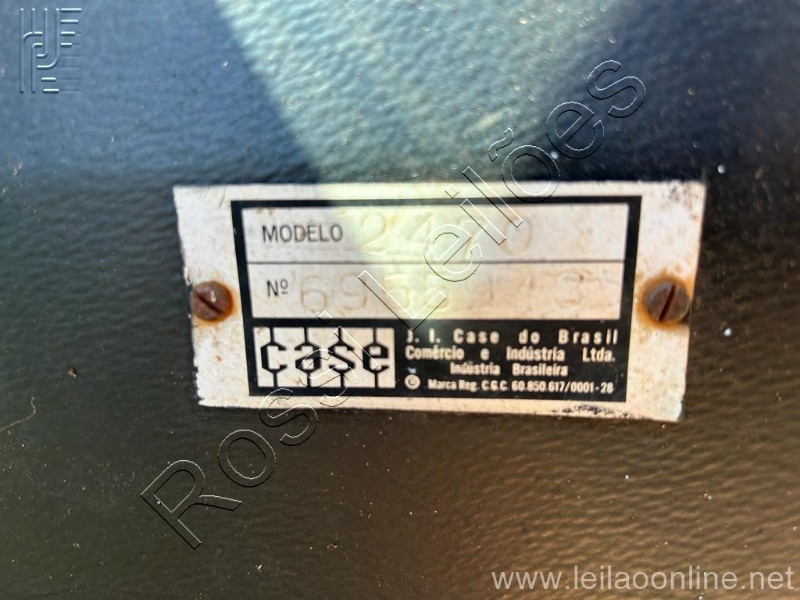 MODELO 2470
Nº
case
J. I. Case do Brasil
Comércio e Indústria Ltda.
Indústria Brasileira
© Marca Reg. C.G.C. 60.850.617/0001-28
Rossi Leilões
www.leilaoonline.net